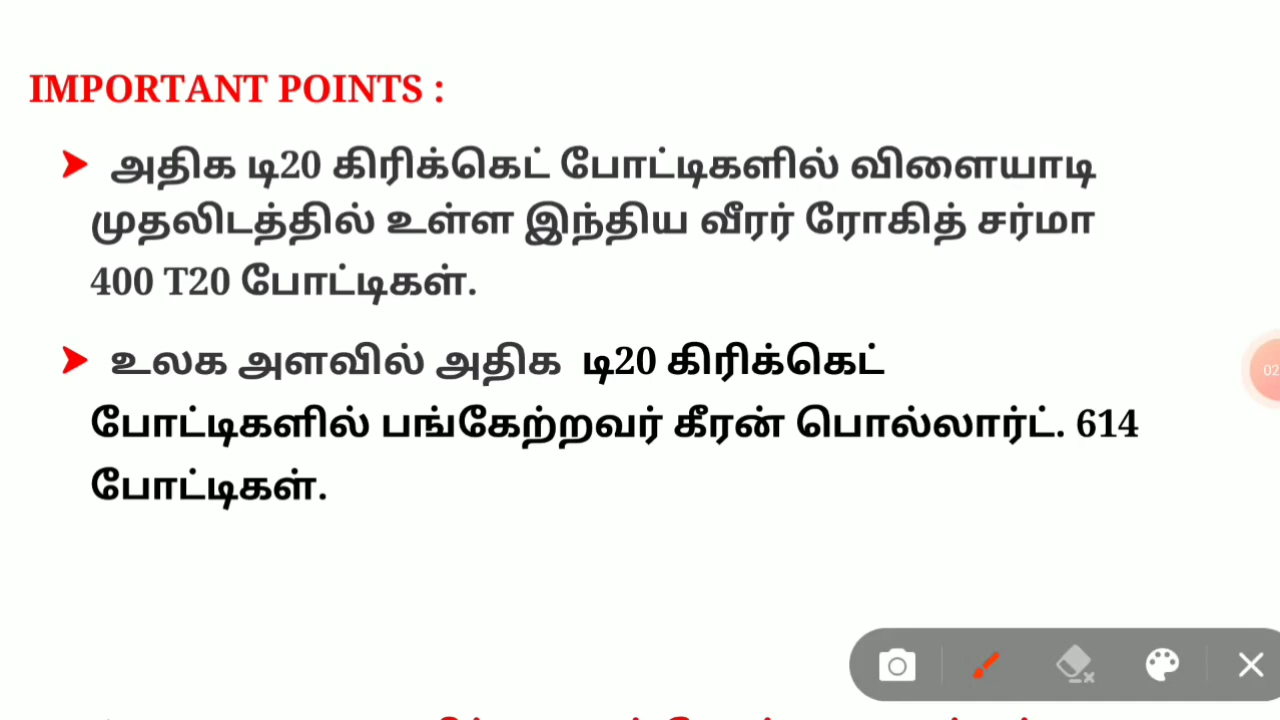 IMPORTANT POINTS :
➤ அதிக டி20 கிரிக்கெட் போட்டிகளில் விளையாடி
முதலிடத்தில் உள்ள இந்திய வீரர் ரோகித் சர்மா
400 T20 போட்டிகள்.
➤ உலக அளவில் அதிக டி20 கிரிக்கெட்
போட்டிகளில் பங்கேற்றவர் கீரன் பொல்லார்ட். 614
போட்டிகள்.
02